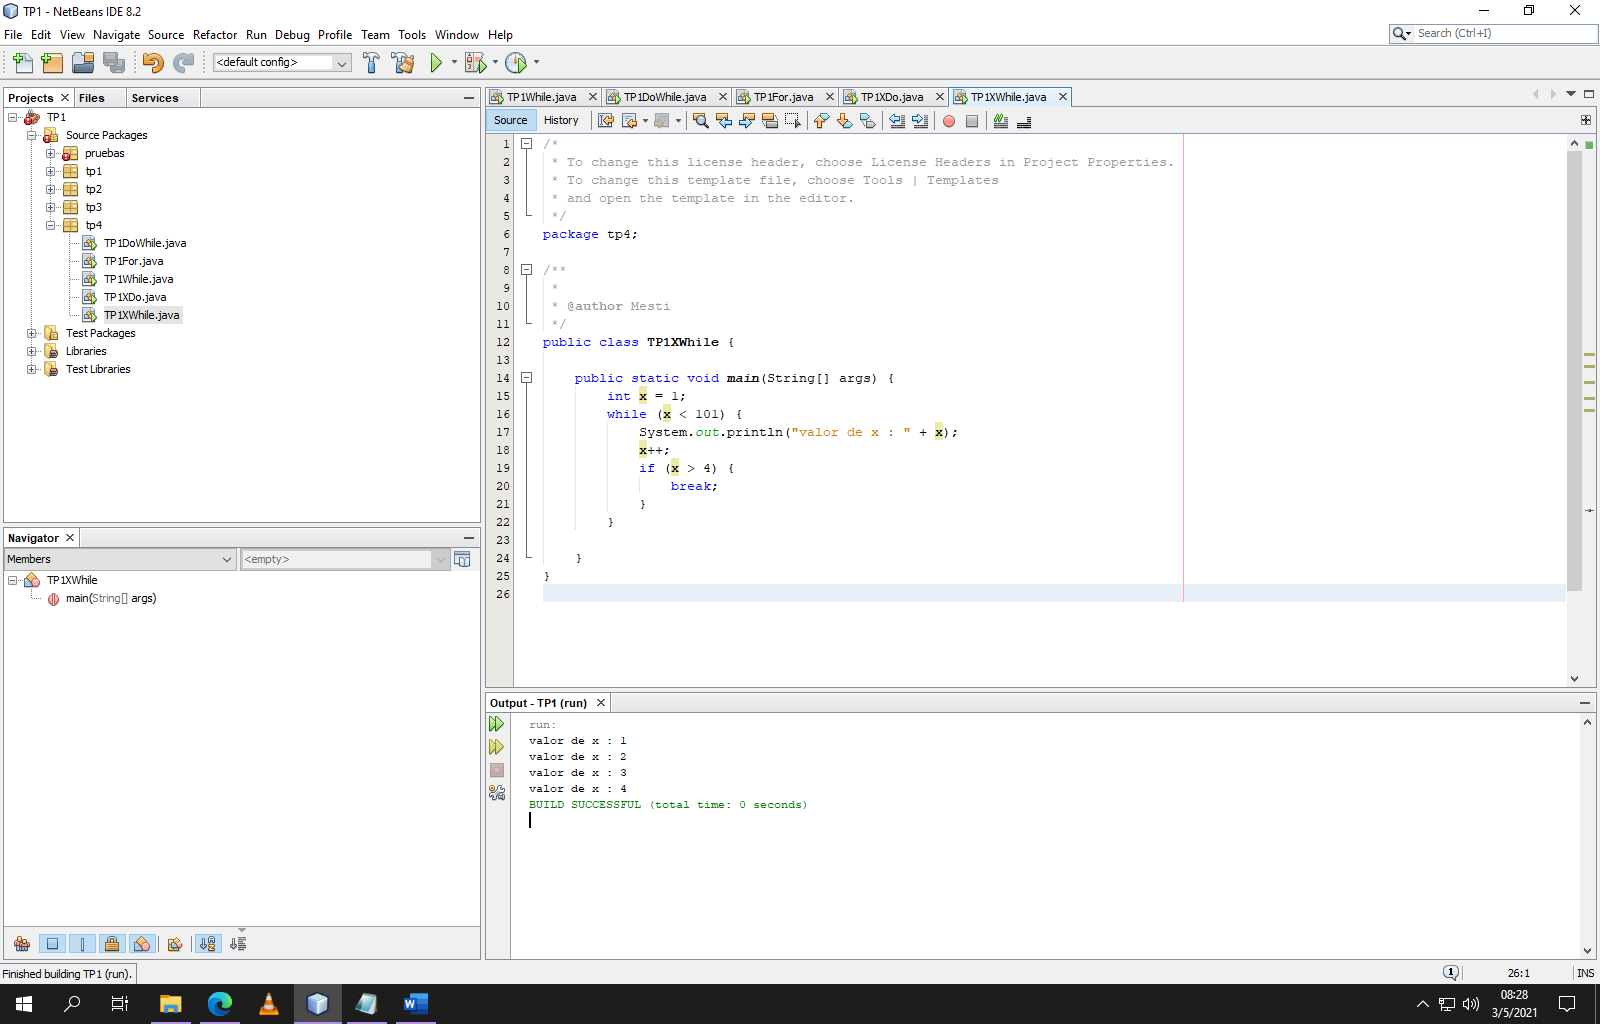 TP1 - NetBeans IDE 8.2
File Edit View Navigate Source Refactor Run Debug Profile Team Tools Window Help
Search (Ctrl+I)
<default config>
Projects Files Services
TP1
Source Packages
pruebas
tp1
tp2
tp3
tp4
TP1DoWhile.java
TP1For.java
TP1While.java
TP1XDo.java
TP1XWhile.java
Test Packages
Libraries
Test Libraries
Navigator
Members <empty>
TP1XWhile
main(String[] args)
TP1While.java TP1DoWhile.java TP1For.java TP1XDo.java TP1XWhile.java
Source History
1 /*
2 * To change this license header, choose License Headers in Project Properties.
3 * To change this template file, choose Tools | Templates
4 * and open the template in the editor.
5 */
6 package tp4;
7
8 /**
9 *
10 * @author Mesti
11 */
12 public class TP1XWhile {
13
14 public static void main(String[] args) {
15 int x = 1;
16 while (x < 101) {
17 System.out.println("valor de x : " + x);
18 x++;
19 if (x > 4) {
20 break;
21 }
22 }
23
24 }
25 }
26
Output - TP1 (run)
run:
valor de x : 1
valor de x : 2
valor de x : 3
valor de x : 4
BUILD SUCCESSFUL (total time: 0 seconds)
Finished building TP1 (run).
1 26:1 INS
08:28
3/5/2021